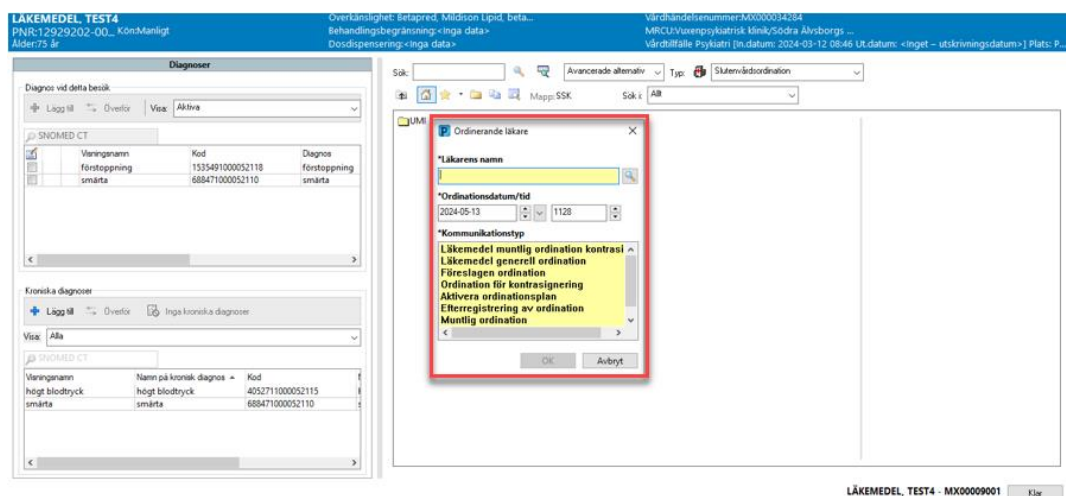 LÄKEMEDEL, TEST4
PNR:12929202-00... Kön:Manligt
Ålder:75 år
Överkänslighet: Betapred, Mildison Lipid, beta...
Behandlingsbegränsning:<Inga data>
Dosdispensering:<Inga data>
Vårdhändelsenummer:MX000034284
MRCU:Vuxenpsykiatrisk klinik/Södra Älvsborgs ...
Vårdtillfälle Psykiatri [In.datum: 2024-03-12 08:46 Ut.datum: <Inget – utskrivningsdatum>] Plats: P...
Diagnoser
Diagnos vid detta besök
Lägg till Överför Visa: Aktiva
SNOMED CT
Visningsnamn Kod Diagnos
förstoppning 1535491000052118 förstoppning
smärta 688471000052110 smärta
Kroniska diagnoser
Lägg till Överför Inga kroniska diagnoser
Visa: Alla
SNOMED CT
Visningsnamn Namn på kronisk diagnos Kod
högt blodtryck högt blodtryck 4052711000052115
smärta smärta 688471000052110
Sök: Avancerade alternativ Typ: Slutenvårdsordination
Mapp: SSK Sök i: Allt
UMI
Ordinerande läkare
*Läkarens namn
*Ordinationsdatum/tid
2024-05-13 1128
*Kommunikationstyp
Läkemedel muntlig ordination kontrasi
Läkemedel generell ordination
Föreslagen ordination
Ordination för kontrasignering
Aktivera ordinationsplan
Efterregistrering av ordination
Muntlig ordination
OK Avbryt
LÄKEMEDEL, TEST4 - MX00009001 Klar